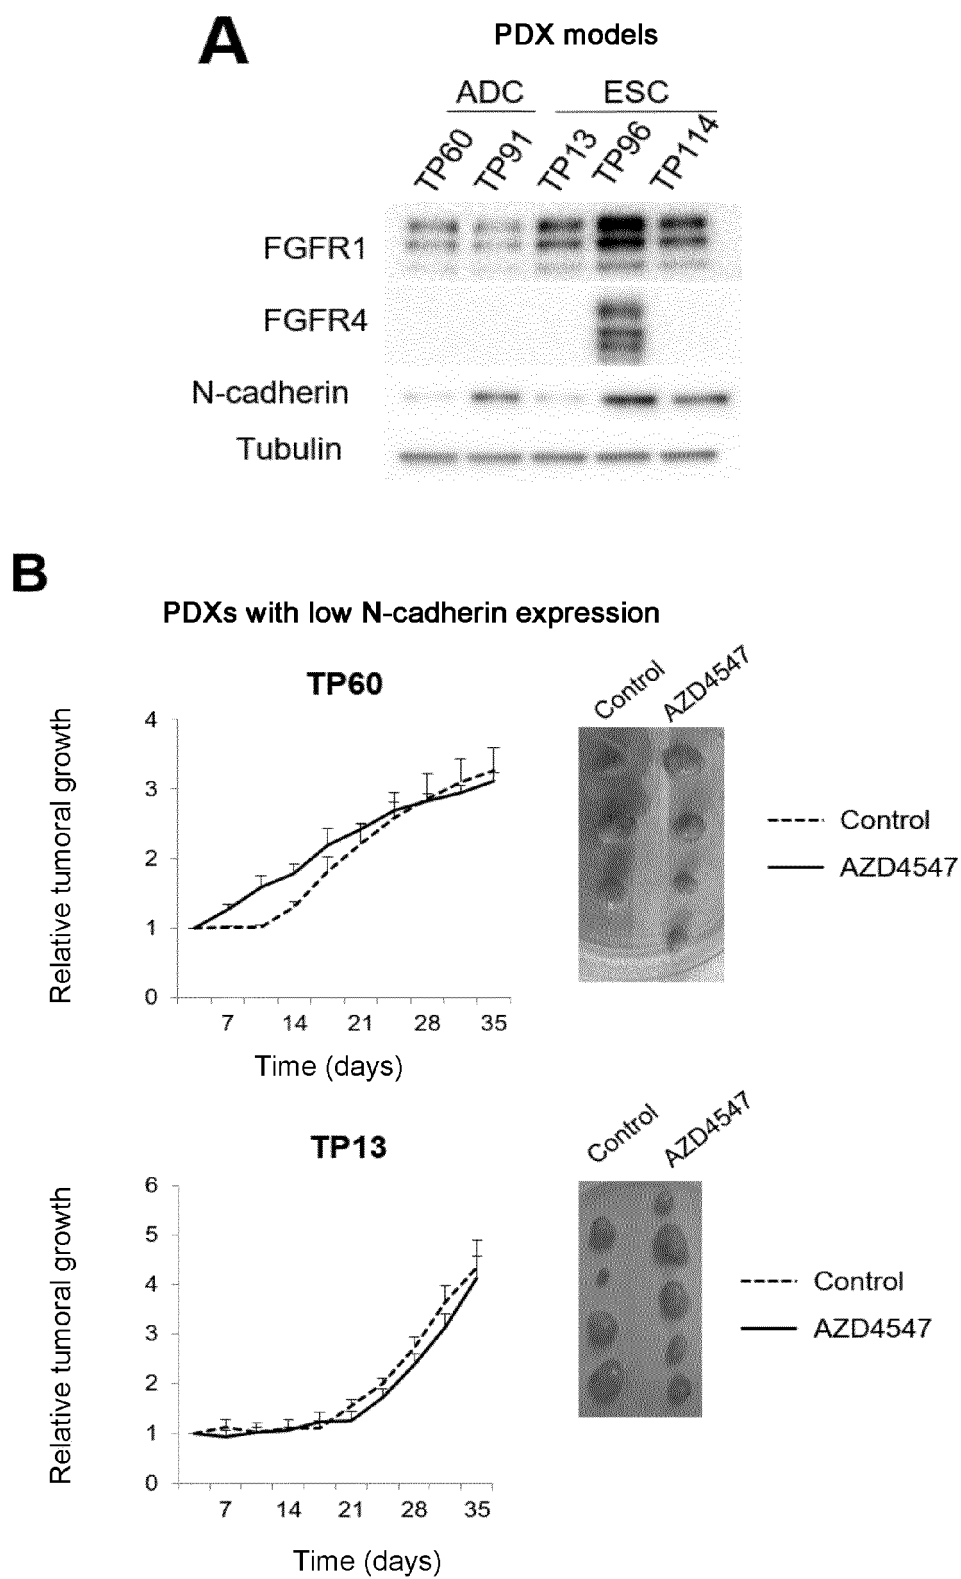 A
PDX models
ADC ESC
TP60 TP91 TP13 TP96 TP114
FGFR1
FGFR4
N-cadherin
Tubulin
B
PDXs with low N-cadherin expression
TP60
Control AZD4547
Relative tumoral growth
4
3
2
1
0
7 14 21 28 35
Time (days)
Control
AZD4547
TP13
Control AZD4547
Relative tumoral growth
6
5
4
3
2
1
0
7 14 21 28 35
Time (days)
Control
AZD4547